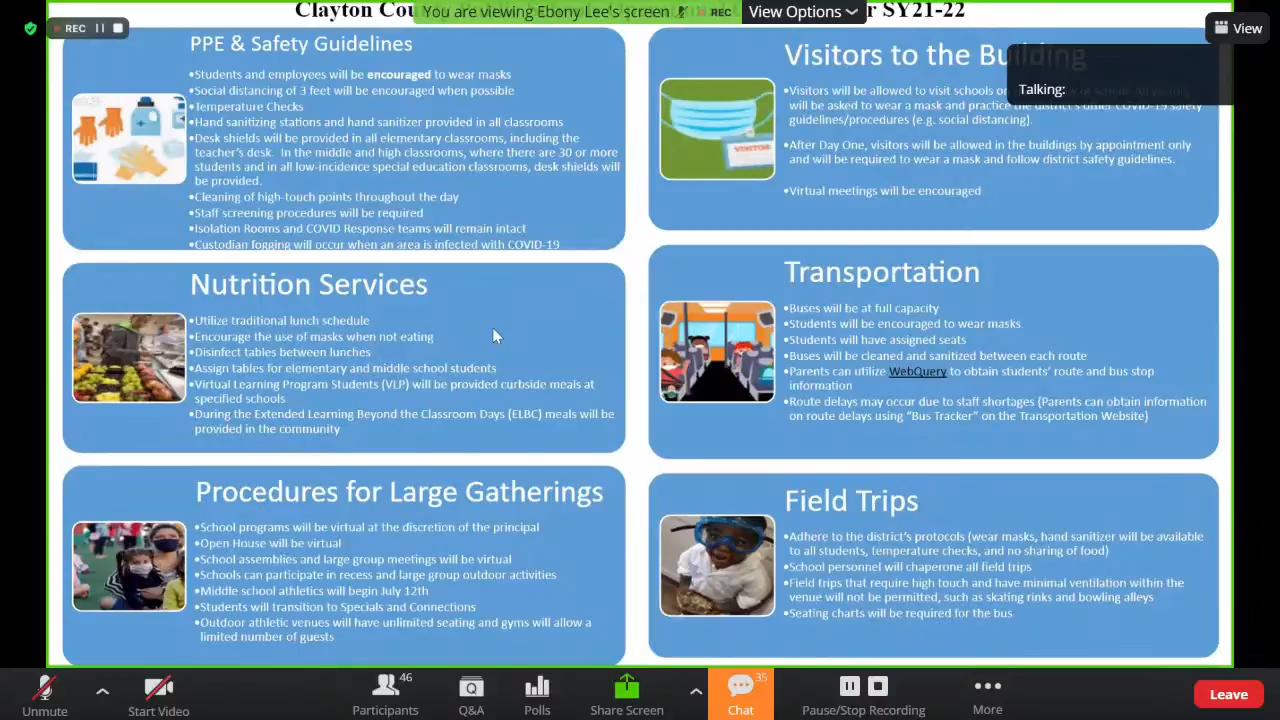 Clayton Cou
You are viewing Ebony Lee's screen
REC
View Options
r SY21-22
REC
View
Talking:
PPE & Safety Guidelines
•Students and employees will be encouraged to wear masks
•Social distancing of 3 feet will be encouraged when possible
•Temperature Checks
•Hand sanitizing stations and hand sanitizer provided in all classrooms
•Desk shields will be provided in all elementary classrooms, including the
teacher's desk. In the middle and high classrooms, where there are 30 or more
students and in all low-incidence special education classrooms, desk shields will
be provided.
•Cleaning of high-touch points throughout the day
•Staff screening procedures will be required
•Isolation Rooms and COVID Response teams will remain intact
•Custodian fogging will occur when an area is infected with COVID-19
Visitors to the Building
•Visitors will be allowed to visit schools on
will be asked to wear a mask and practice the district's other COVID-19 safety
guidelines/procedures (e.g. social distancing).
•After Day One, visitors will be allowed in the buildings by appointment only
and will be required to wear a mask and follow district safety guidelines.
•Virtual meetings will be encouraged
VISITOR
Nutrition Services
•Utilize traditional lunch schedule
•Encourage the use of masks when not eating
•Disinfect tables between lunches
•Assign tables for elementary and middle school students
•Virtual Learning Program Students (VLP) will be provided curbside meals at
specified schools
•During the Extended Learning Beyond the Classroom Days (ELBC) meals will be
provided in the community
Transportation
•Buses will be at full capacity
•Students will be encouraged to wear masks
•Students will have assigned seats
•Buses will be cleaned and sanitized between each route
•Parents can utilize WebQuery to obtain students' route and bus stop
information
•Route delays may occur due to staff shortages (Parents can obtain information
on route delays using “Bus Tracker” on the Transportation Website)
Procedures for Large Gatherings
•School programs will be virtual at the discretion of the principal
•Open House will be virtual
•School assemblies and large group meetings will be virtual
•Schools can participate in recess and large group outdoor activities
•Middle school athletics will begin July 12th
•Students will transition to Specials and Connections
•Outdoor athletic venues will have unlimited seating and gyms will allow a
limited number of guests
Field Trips
•Adhere to the district's protocols (wear masks, hand sanitizer will be available
to all students, temperature checks, and no sharing of food)
•School personnel will chaperone all field trips
•Field trips that require high touch and have minimal ventilation within the
venue will not be permitted, such as skating rinks and bowling alleys
•Seating charts will be required for the bus
Unmute
Start Video
46
Participants
Q&A
Polls
Share Screen
35
Chat
Pause/Stop Recording
More
Leave